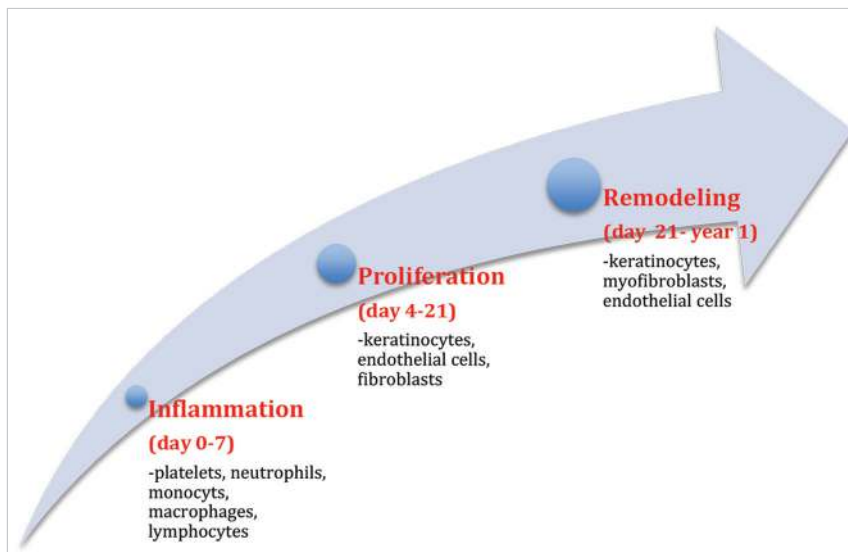 Inflammation
(day 0-7)
-platelets, neutrophils,
monocyts,
macrophages,
lymphocytes
Proliferation
(day 4-21)
-keratinocytes,
endothelial cells,
fibroblasts
Remodeling
(day 21- year 1)
-keratinocytes,
myofibroblasts,
endothelial cells